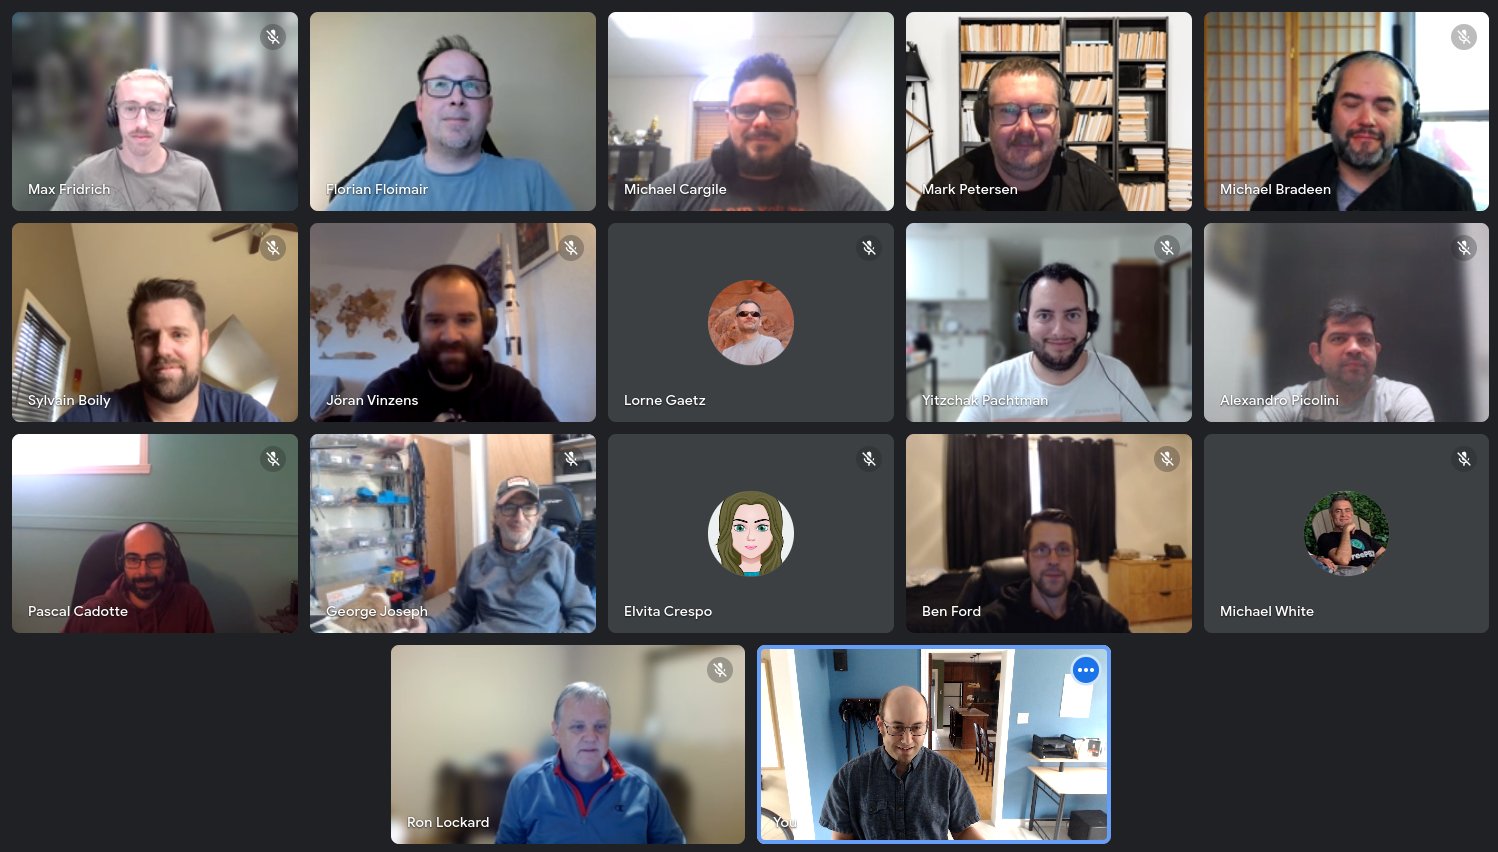 Max Fridrich
Florian Floimair
Michael Cargile
Mark Petersen
Michael Bradeen
Sylvain Boily
Jöran Vinzens
Lorne Gaetz
Yitzchak Pachtman
Alexandro Picolini
Pascal Cadotte
George Joseph
Elvita Crespo
Ben Ford
Michael White
Ron Lockard
You